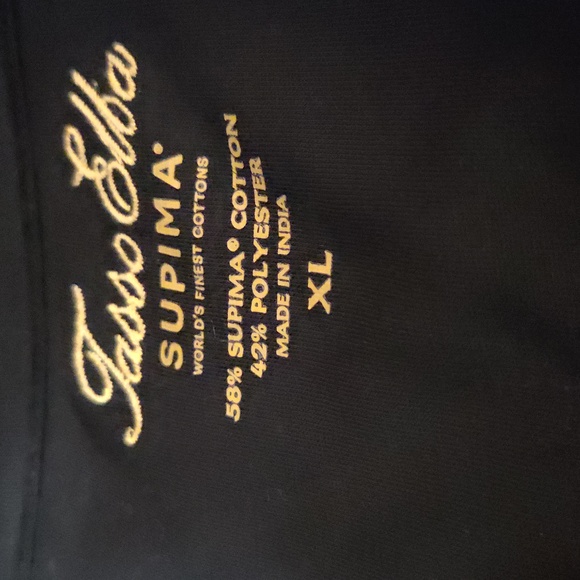 Tasso Elba
SUPIMA®
WORLD'S FINEST COTTONS
58% SUPIMA® COTTON
42% POLYESTER
MADE IN INDIA
XL